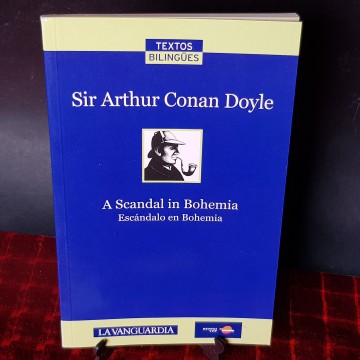 TEXTOS
BILINGÜES
Sir Arthur Conan Doyle
A Scandal in Bohemia
Escándalo en Bohemia
LA VANGUARDIA